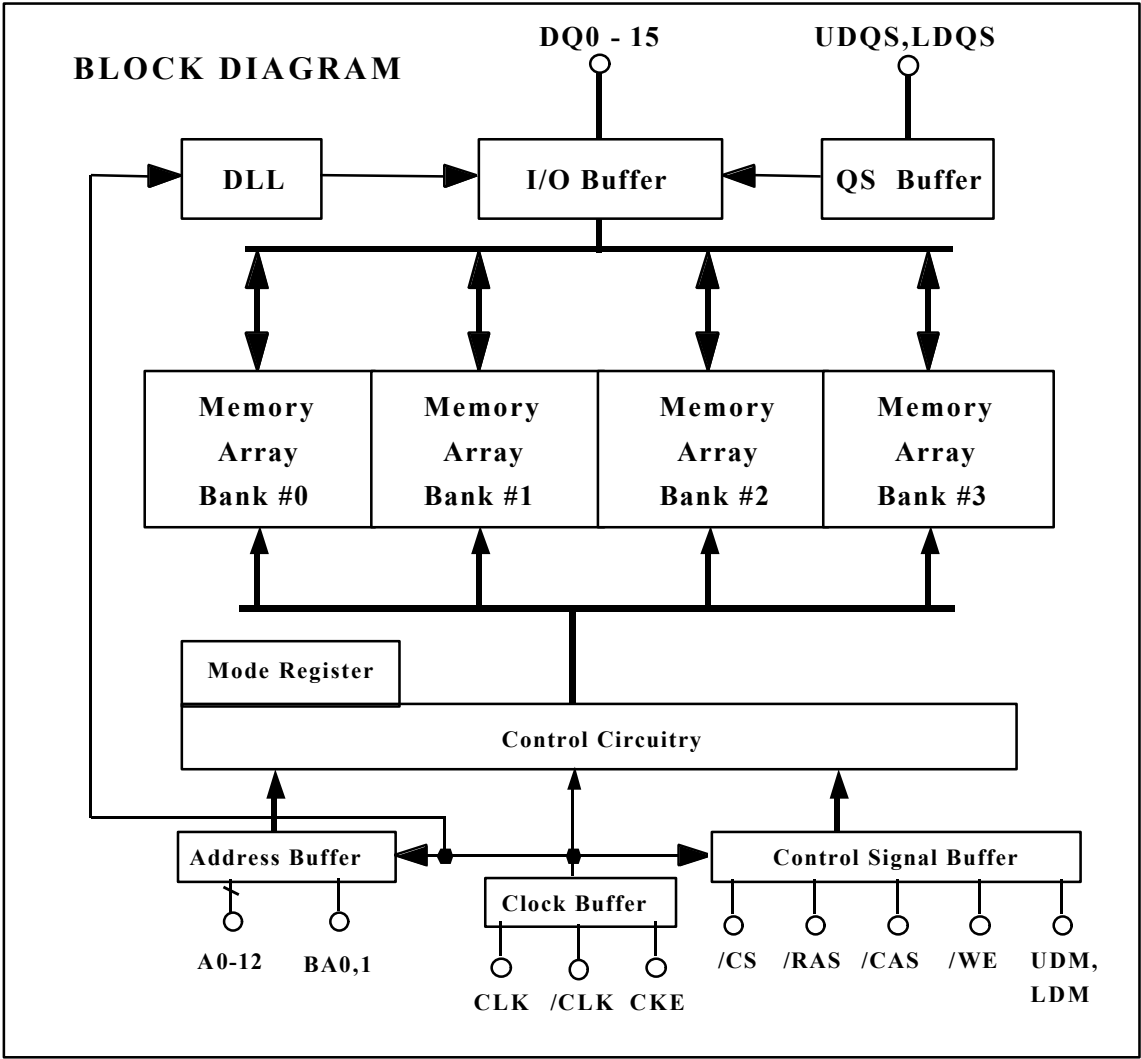 DQ0 - 15
UDQS,LDQS
BLOCK DIAGRAM
DLL
I/O Buffer
QS Buffer
Memory
Array
Bank #0
Memory
Array
Bank #1
Memory
Array
Bank #2
Memory
Array
Bank #3
Mode Register
Control Circuitry
Address Buffer
Control Signal Buffer
Clock Buffer
A0-12
BA0,1
CLK
/CLK
CKE
/CS
/RAS
/CAS
/WE
UDM,
LDM